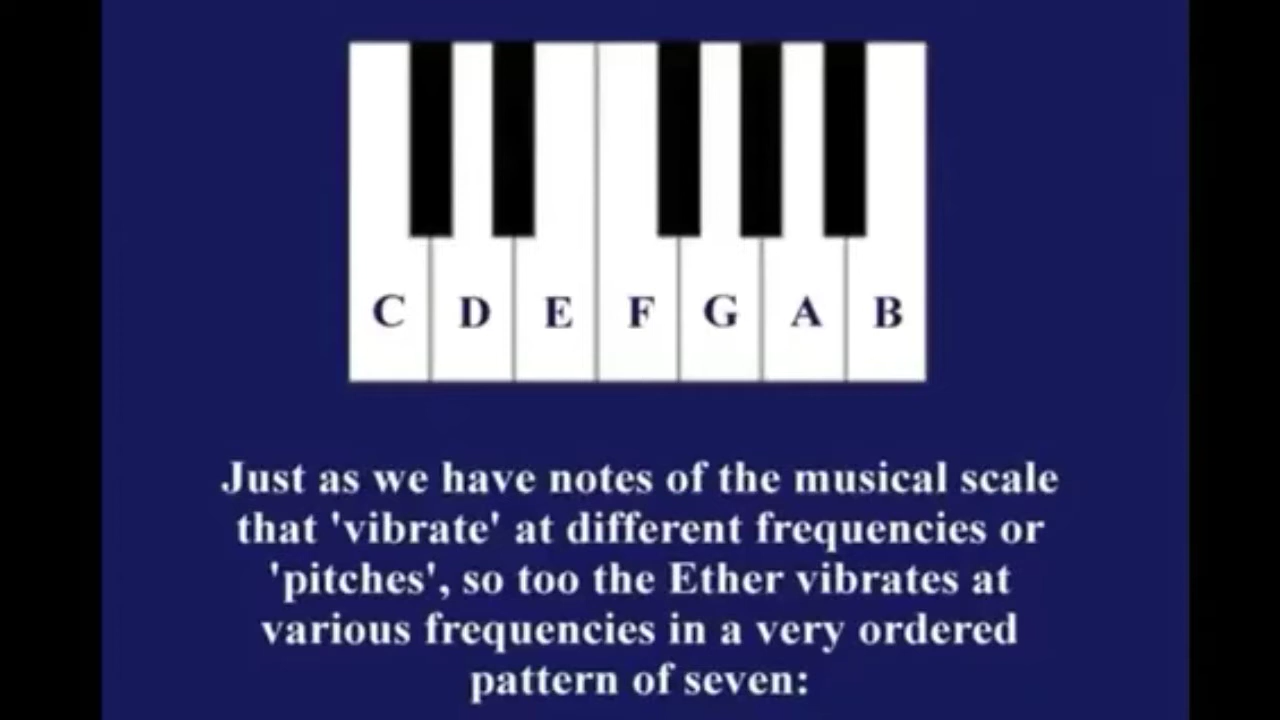 C D E F G A B
Just as we have notes of the musical scale
that 'vibrate' at different frequencies or
'pitches', so too the Ether vibrates at
various frequencies in a very ordered
pattern of seven: